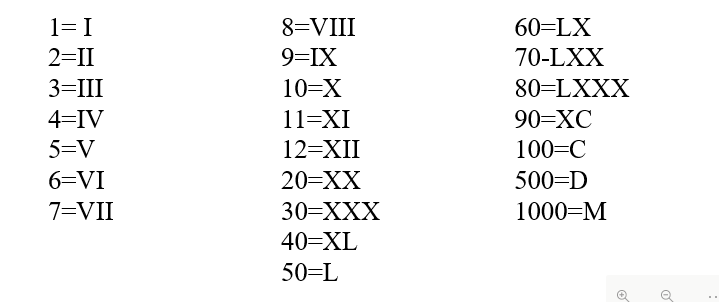 1= I
2=II
3=III
4=IV
5=V
6=VI
7=VII
8=VIII
9=IX
10=X
11=XI
12=XII
20=XX
30=XXX
40=XL
50=L
60=LX
70-LXX
80=LXXX
90=XC
100=C
500=D
1000=M